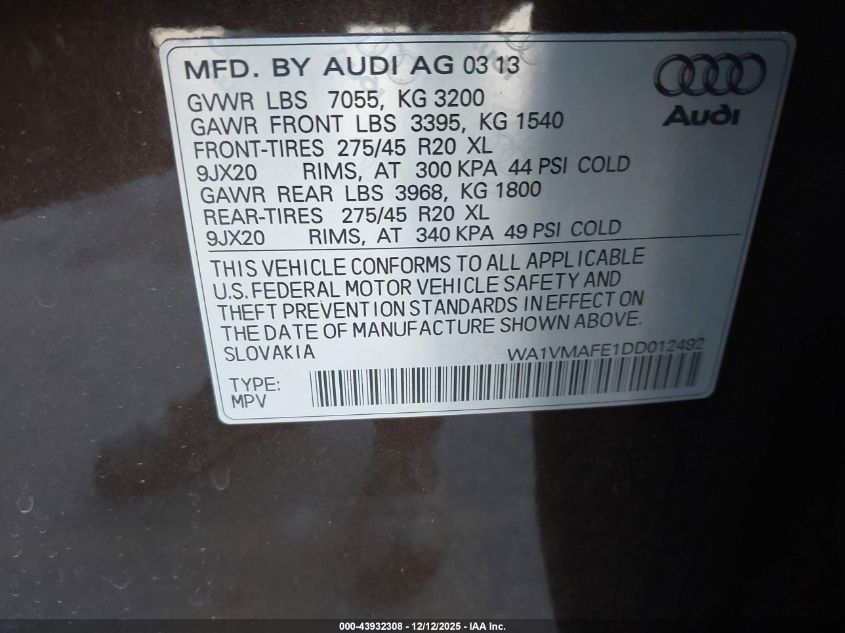 MFD. BY AUDI AG 03 13
GVWR LBS 7055, KG 3200
GAWR FRONT LBS 3395, KG 1540
FRONT-TIRES 275/45 R20 XL
9JX20 RIMS, AT 300 KPA 44 PSI COLD
GAWR REAR LBS 3968, KG 1800
REAR-TIRES 275/45 R20 XL
9JX20 RIMS, AT 340 KPA 49 PSI COLD
Audi
THIS VEHICLE CONFORMS TO ALL APPLICABLE
U.S. FEDERAL MOTOR VEHICLE SAFETY AND
THEFT PREVENTION STANDARDS IN EFFECT ON
THE DATE OF MANUFACTURE SHOWN ABOVE.
SLOVAKIA
WA1VMAFE1DD012492
TYPE:
MPV
000-43932308 - 12/12/2025 - IAA Inc.